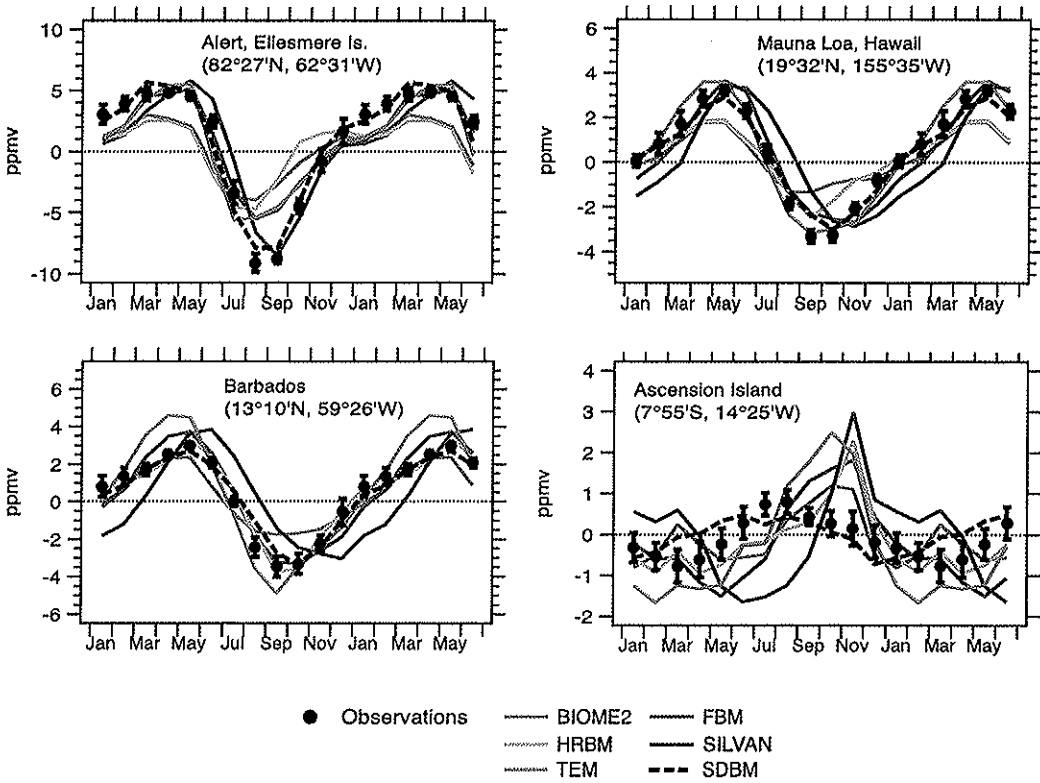 Alert, Ellesmere Is.
(82°27'N, 62°31'W)
10
5
0
-5
-10
ppmv
Jan Mar May Jul Sep Nov Jan Mar May
Mauna Loa, Hawaii
(19°32'N, 155°35'W)
6
4
2
0
-2
-4
ppmv
Jan Mar May Jul Sep Nov Jan Mar May
Barbados
(13°10'N, 59°26'W)
6
4
2
0
-2
-4
-6
ppmv
Jan Mar May Jul Sep Nov Jan Mar May
Ascension Island
(7°55'S, 14°25'W)
4
3
2
1
0
-1
-2
ppmv
Jan Mar May Jul Sep Nov Jan Mar May
Observations
BIOME2
HRBM
TEM
FBM
SILVAN
SDBM